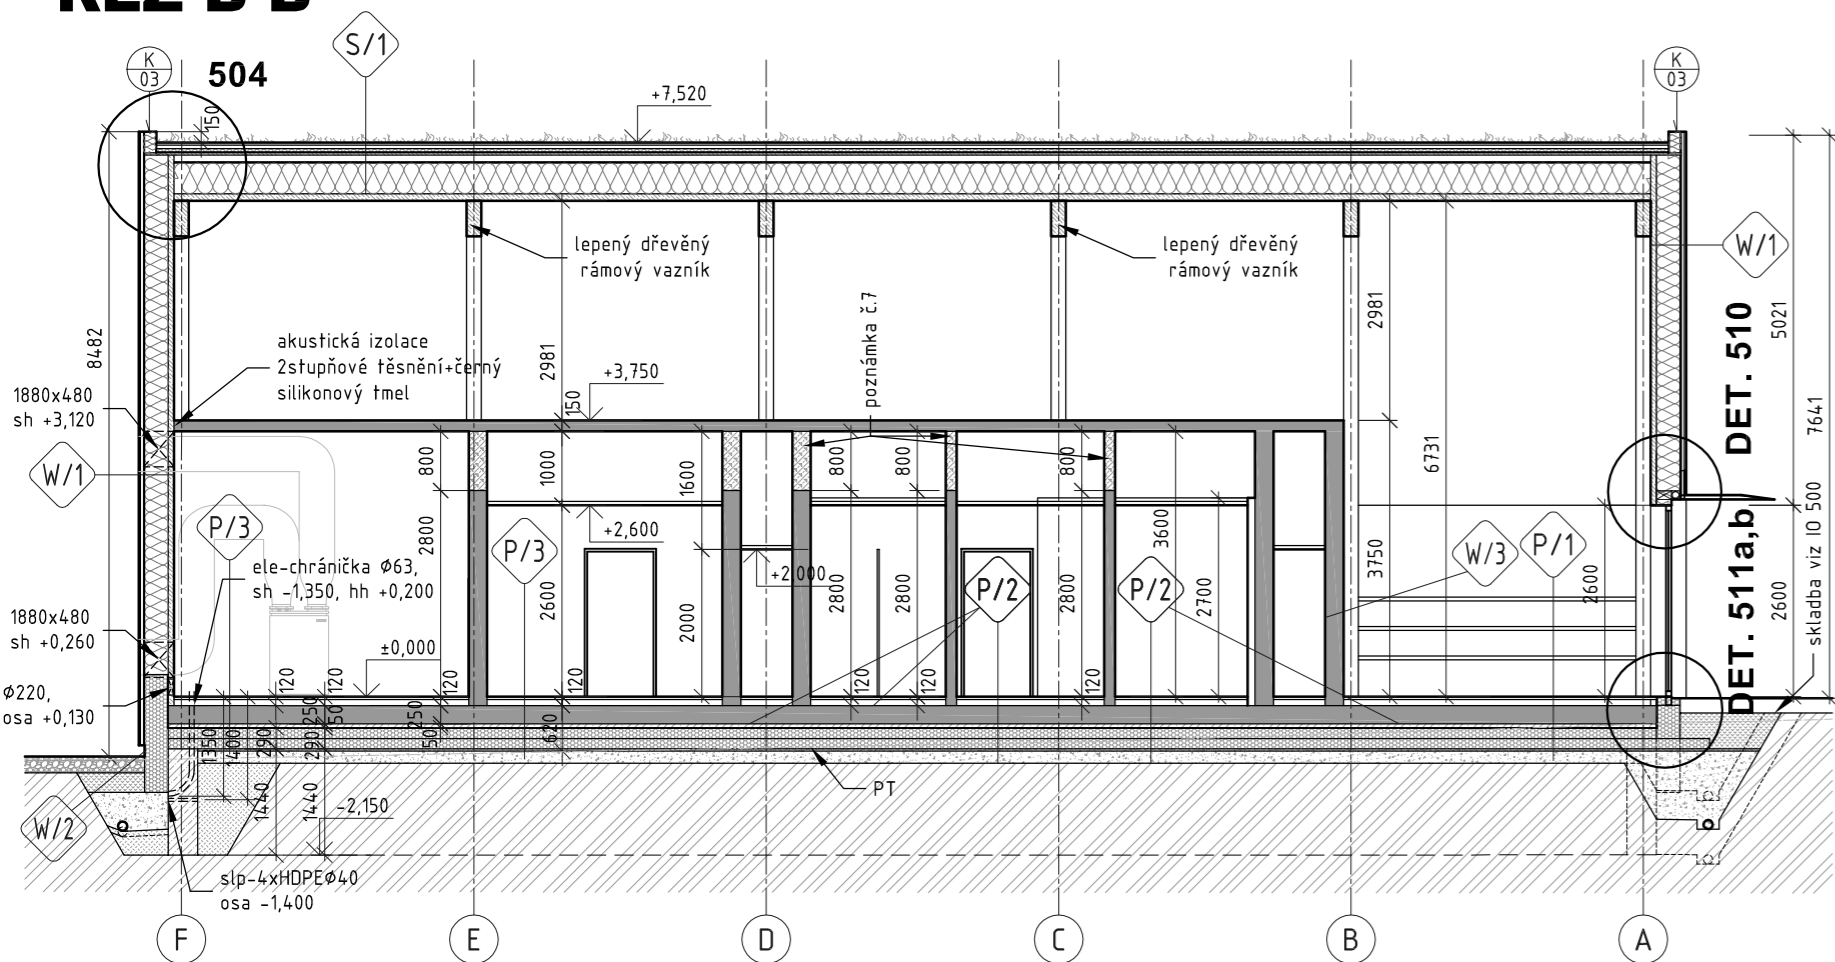 504
S/1
K
03
K
03
150
+7,520
lepený dřevěný
rámový vazník
lepený dřevěný
rámový vazník
W/1
8482
akustická izolace
2stupňové těsnění+černý
silikonový tmel
2981
150
+3,750
poznámka č.7
2981
6731
5021
7641
DET. 510
1880x480
sh +3,120
W/1
800
1000
1600
800
800
800
3600
3750
P/3
2800
P/3
+2,600
+2,000
2600
2000
2800
2800
2800
2700
P/2
P/2
W/3
P/1
2600
2600
DET. 511a,b
skladba viz IO 500
ele-chránička Ø63,
sh -1,350, hh +0,200
1880x480
sh +0,260
±0,000
Ø220,
osa +0,130
120
120
120
120
120
120
120
1350
1400
290
250
50
290
250
50
620
1440
1440
-2,150
PT
W/2
slp-4xHDPEØ40
osa -1,400
F
E
D
C
B
A